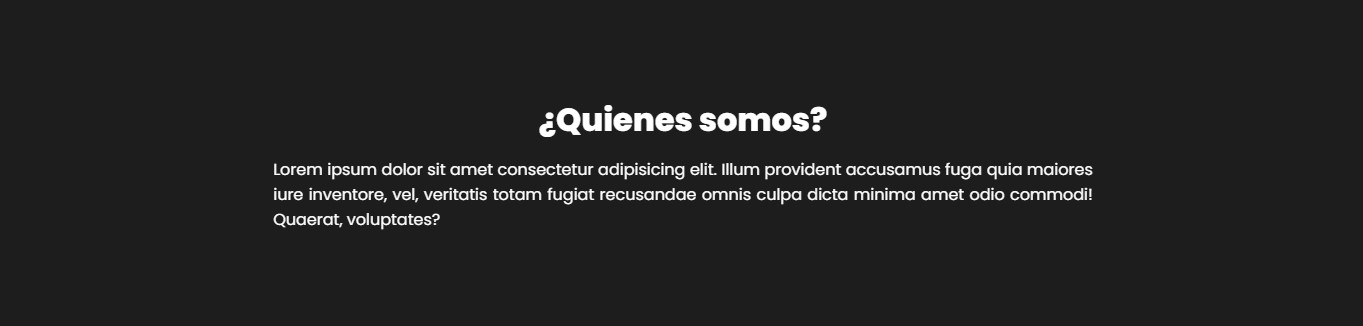 ¿Quienes somos?
Lorem ipsum dolor sit amet consectetur adipisicing elit. Illum provident accusamus fuga quia maiores
iure inventore, vel, veritatis totam fugiat recusandae omnis culpa dicta minima amet odio commodi!
Quaerat, voluptates?